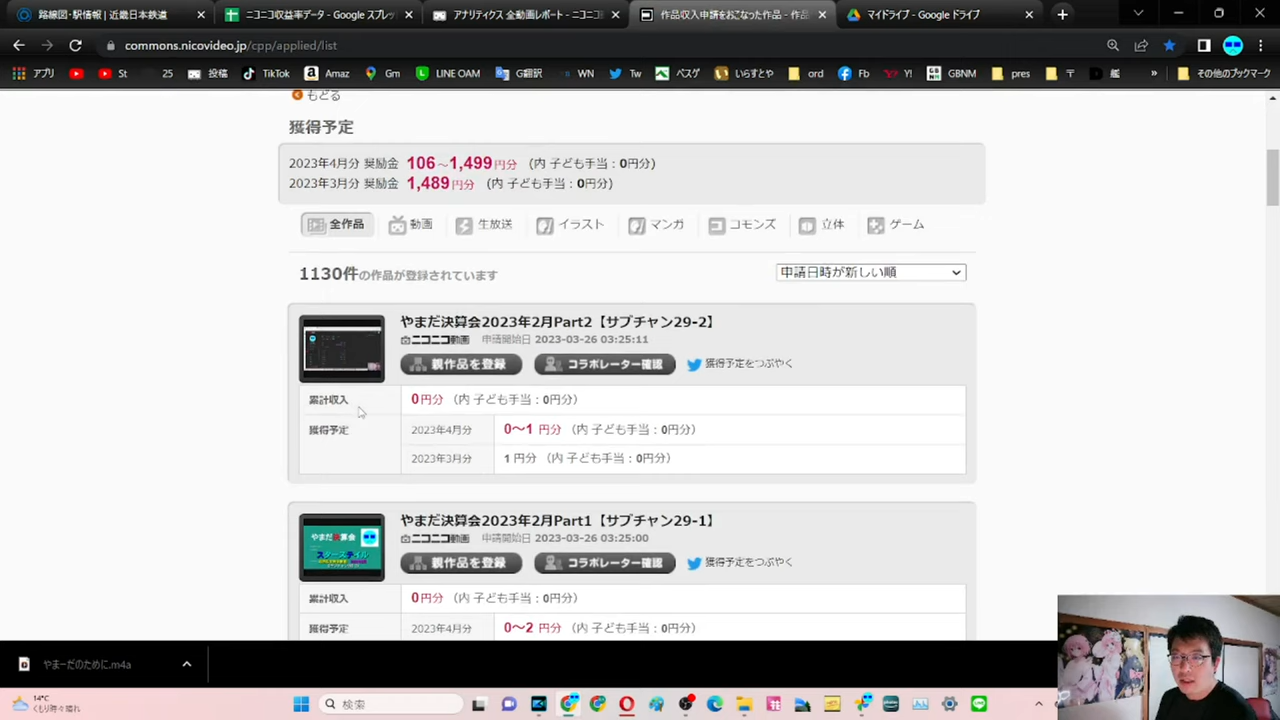 路線図・駅情報 | 近畿日本鉄道
ニコニコ収益率データ - Google スプレッ
アナリティクス 全動画レポート - ニコニコ
作品収入申請をおこなった作品 - 作品
マイドライブ - Google ドライブ
commons.nicovideo.jp/cpp/applied/list
アプリ
St
25
投稿
TikTok
Amaz
Gm
LINE OAM
G翻訳
WN
Tw
ベスゲ
いらすとや
ord
Fb
Y!
GBNM
pres
〒
艦
»
その他のブックマーク
もどる
獲得予定
2023年4月分 奨励金 106～1,499円分 （内 子ども手当：0円分）
2023年3月分 奨励金 1,489円分 （内 子ども手当：0円分）
全作品 動画 生放送 イラスト マンガ コモンズ 立体 ゲーム
1130件の作品が登録されています
申請日時が新しい順
やまだ決算会2023年2月Part2【サブチャン29-2】
ニコニコ動画 申請開始日 2023-03-26 03:25:11
親作品を登録 コラボレーター確認 獲得予定をつぶやく
累計収入 0円分 （内 子ども手当：0円分）
獲得予定 2023年4月分 0～1 円分 （内 子ども手当：0円分）
2023年3月分 1 円分 （内 子ども手当：0円分）
やまだ決算会2023年2月Part1【サブチャン29-1】
ニコニコ動画 申請開始日 2023-03-26 03:25:00
やまだ決算会
親作品を登録 コラボレーター確認 獲得予定をつぶやく
累計収入 0円分 （内 子ども手当：0円分）
獲得予定 2023年4月分 0～2 円分 （内 子ども手当：0円分）
やまーだのために.m4a
14°C
くもり時々晴れ
検索